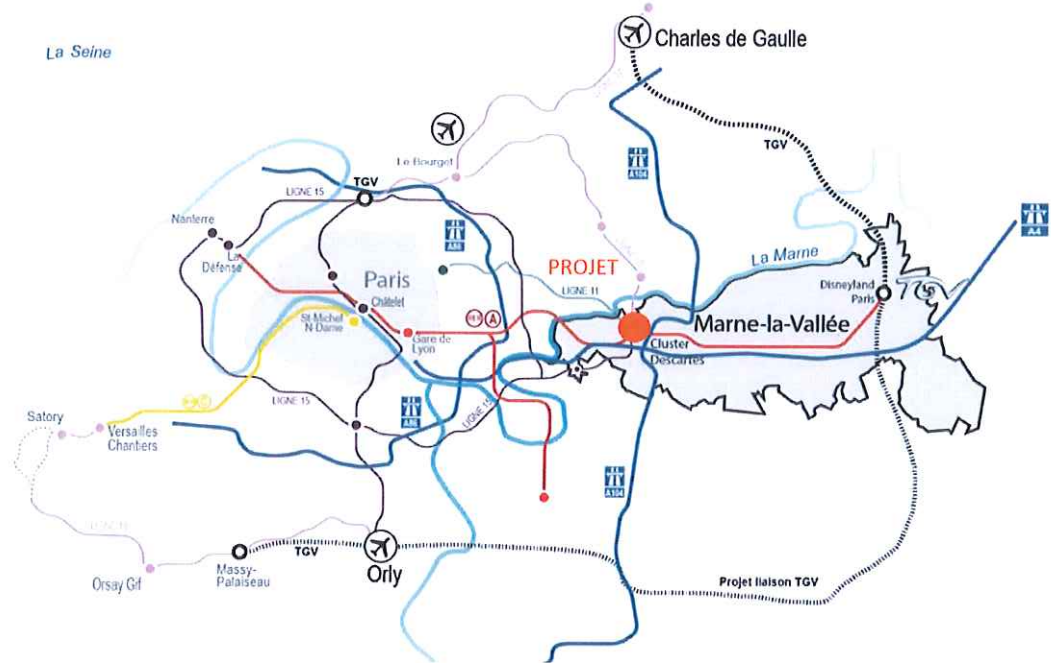 La Seine
Charles de Gaulle
TGV
Le Bourget
A104
TGV
LIGNE 15
A86
A4
Nanterre
La
Défense
La Marne
PROJET
Paris
LIGNE 11
Disneyland
Paris
Châtelet
St-Michel
N-Dame
RER A
Gare de
Lyon
Marne-la-Vallée
Cluster
Descartes
LIGNE 15
LIGNE 15
A86
Satory
Versailles
Chantiers
A104
TGV
Orsay Gif
Massy-
Palaiseau
Orly
Projet liaison TGV